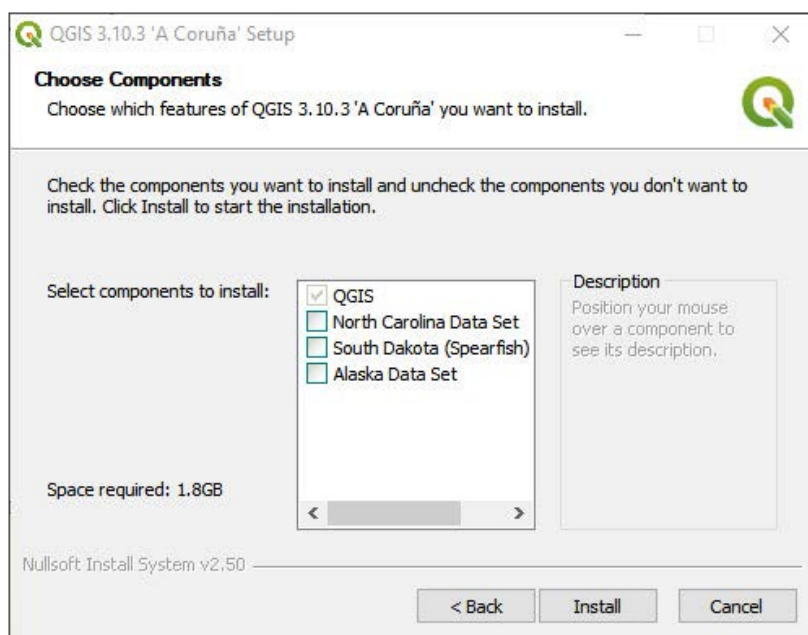 QGIS 3.10.3 'A Coruña' Setup
Choose Components
Choose which features of QGIS 3.10.3 'A Coruña' you want to install.
Check the components you want to install and uncheck the components you don't want to
install. Click Install to start the installation.
Select components to install:
QGIS
North Carolina Data Set
South Dakota (Spearfish)
Alaska Data Set
Description
Position your mouse
over a component to
see its description.
Space required: 1.8GB
Nullsoft Install System v2.50
< Back
Install
Cancel